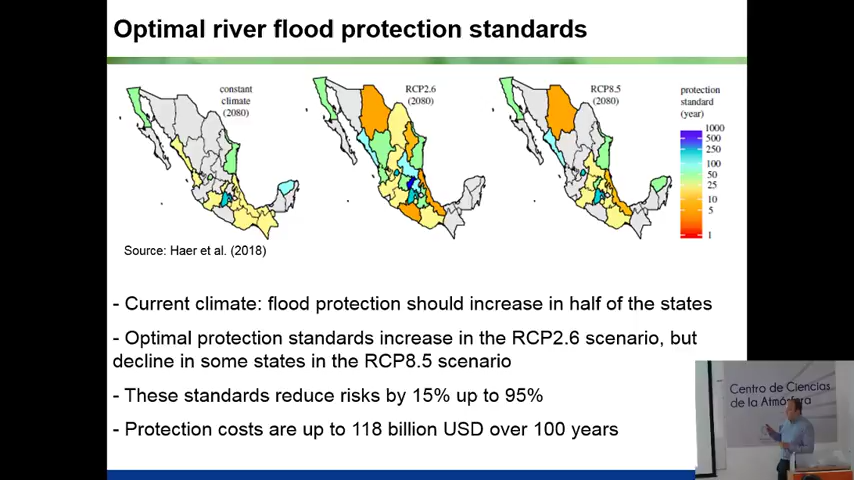 Optimal river flood protection standards
constant
climate
(2080)
RCP2.6
(2080)
RCP8.5
(2080)
protection
standard
(year)
1000
500
250
100
50
25
10
5
1
Source: Haer et al. (2018)
- Current climate: flood protection should increase in half of the states
- Optimal protection standards increase in the RCP2.6 scenario, but
decline in some states in the RCP8.5 scenario
- These standards reduce risks by 15% up to 95%
- Protection costs are up to 118 billion USD over 100 years
Centro de Ciencias
de la Atmósfera